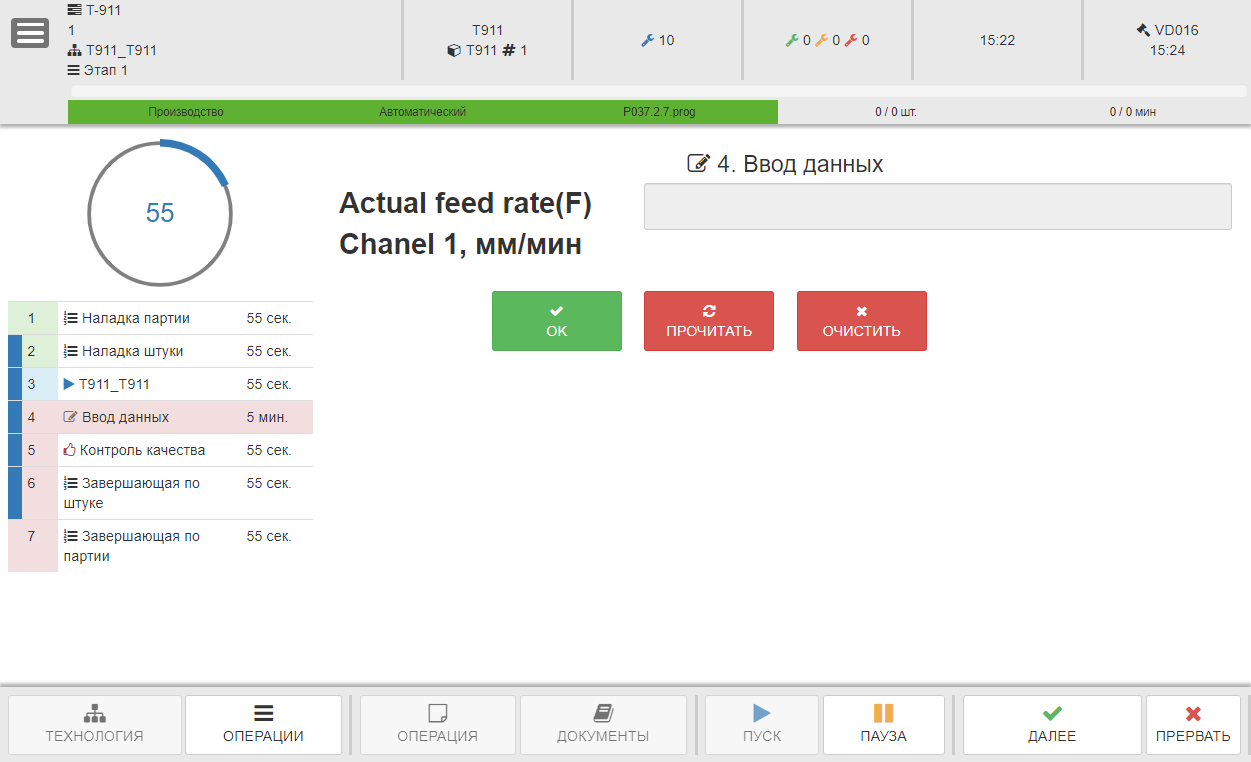 T-911
1
T911_T911
Этап 1
T911
T911 # 1
10
0 0 0
15:22
VD016
15:24
Производство Автоматический P037.2.7.prog 0 / 0 шт. 0 / 0 мин
55
4. Ввод данных
Actual feed rate(F)
Chanel 1, мм/мин
OK
ПРОЧИТАТЬ
ОЧИСТИТЬ
1 Наладка партии 55 сек.
2 Наладка штуки 55 сек.
3 T911_T911 55 сек.
4 Ввод данных 5 мин.
5 Контроль качества 55 сек.
6 Завершающая по 55 сек.
штуке
7 Завершающая по 55 сек.
партии
ТЕХНОЛОГИЯ
ОПЕРАЦИИ
ОПЕРАЦИЯ
ДОКУМЕНТЫ
ПУСК
ПАУЗА
ДАЛЕЕ
ПРЕРВАТЬ